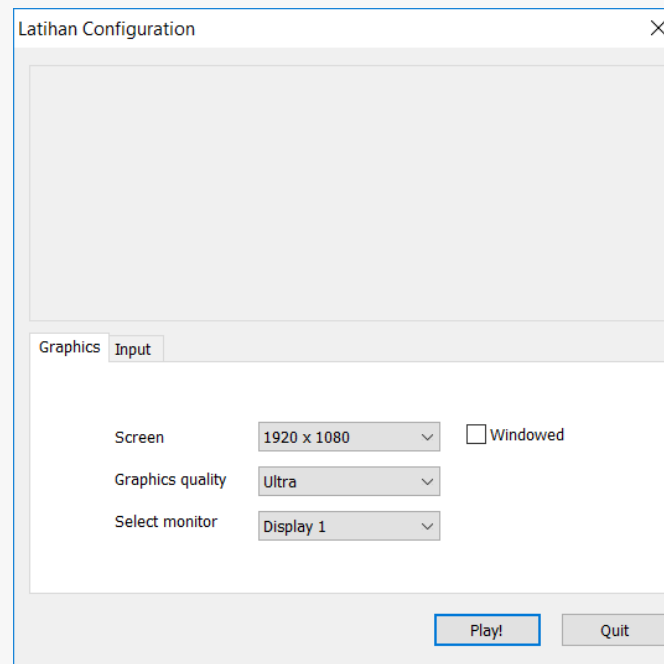 Latihan Configuration
Graphics Input
Screen 1920 x 1080 Windowed
Graphics quality Ultra
Select monitor Display 1
Play! Quit